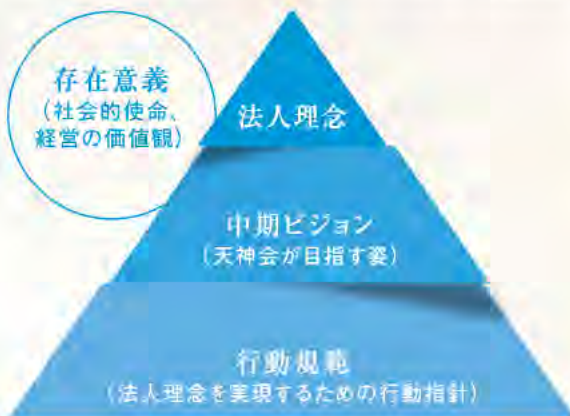 存在意義
（社会的使命、
経営の価値観）
法人理念
中期ビジョン
（天神会が目指す姿）
行動規範
（法人理念を実現するための行動指針）